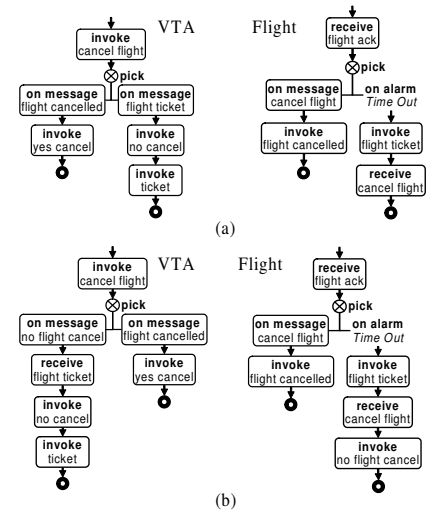 VTA
invoke
cancel flight
pick
on message
flight cancelled
on message
flight ticket
invoke
yes cancel
invoke
no cancel
invoke
ticket
Flight
receive
flight ack
pick
on message
cancel flight
on alarm
Time Out
invoke
flight cancelled
invoke
flight ticket
receive
cancel flight
(a)
VTA
invoke
cancel flight
pick
on message
no flight cancel
on message
flight cancelled
receive
flight ticket
invoke
yes cancel
invoke
no cancel
invoke
ticket
Flight
receive
flight ack
pick
on message
cancel flight
on alarm
Time Out
invoke
flight cancelled
invoke
flight ticket
receive
cancel flight
invoke
no flight cancel
(b)